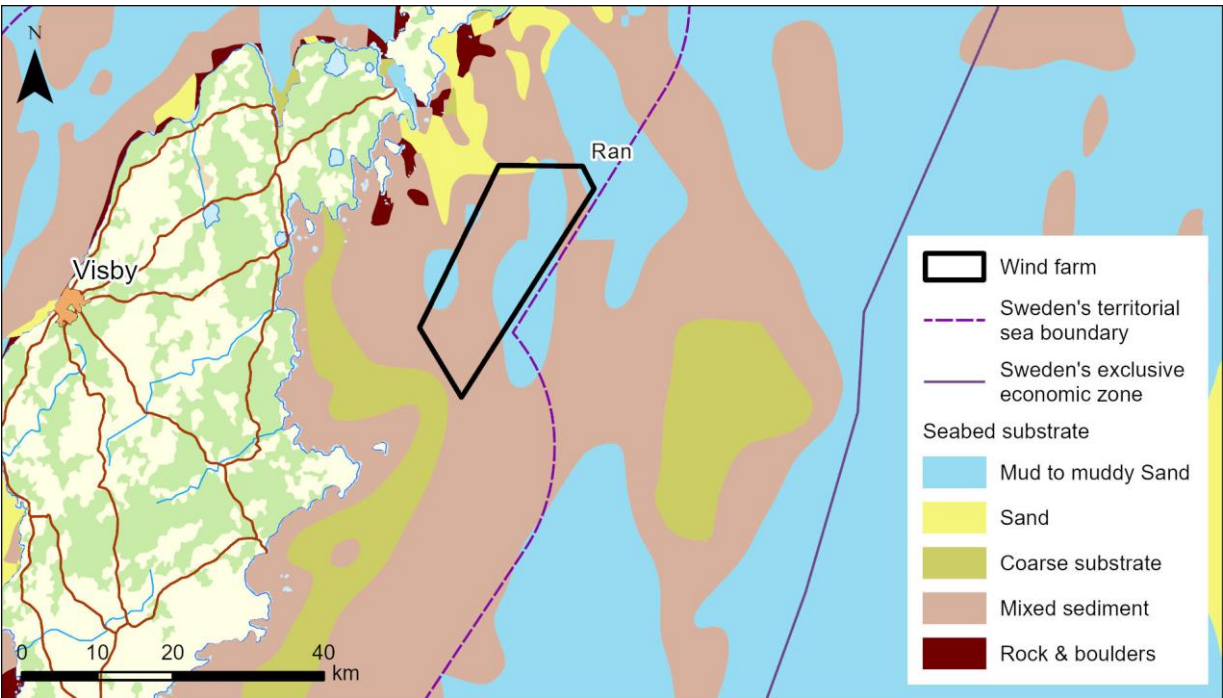 N
Ran
Visby
Wind farm
Sweden's territorial
sea boundary
Sweden's exclusive
economic zone
Seabed substrate
Mud to muddy Sand
Sand
Coarse substrate
Mixed sediment
Rock & boulders
0 10 20 40
km